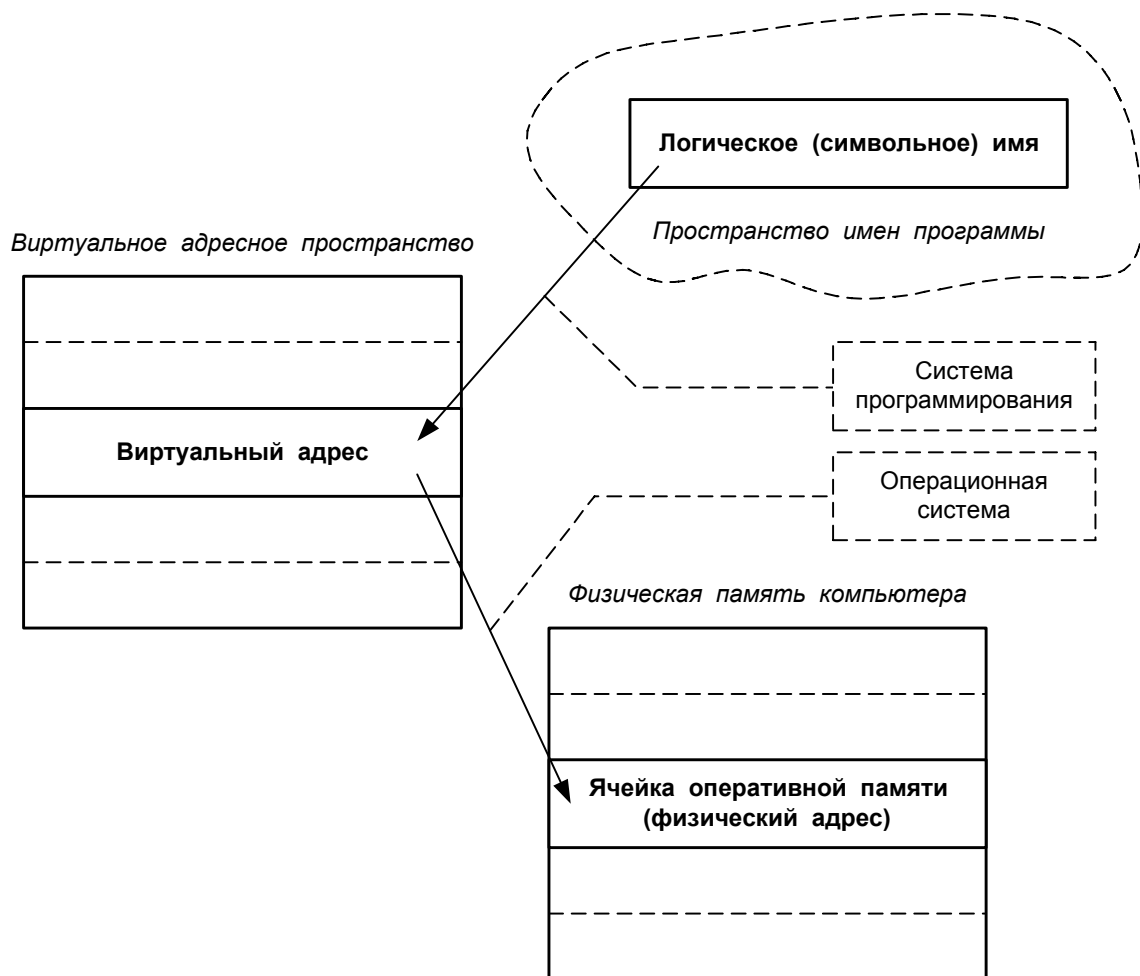 Логическое (символьное) имя
Пространство имен программы
Виртуальное адресное пространство
Система
программирования
Виртуальный адрес
Операционная
система
Физическая память компьютера
Ячейка оперативной памяти
(физический адрес)